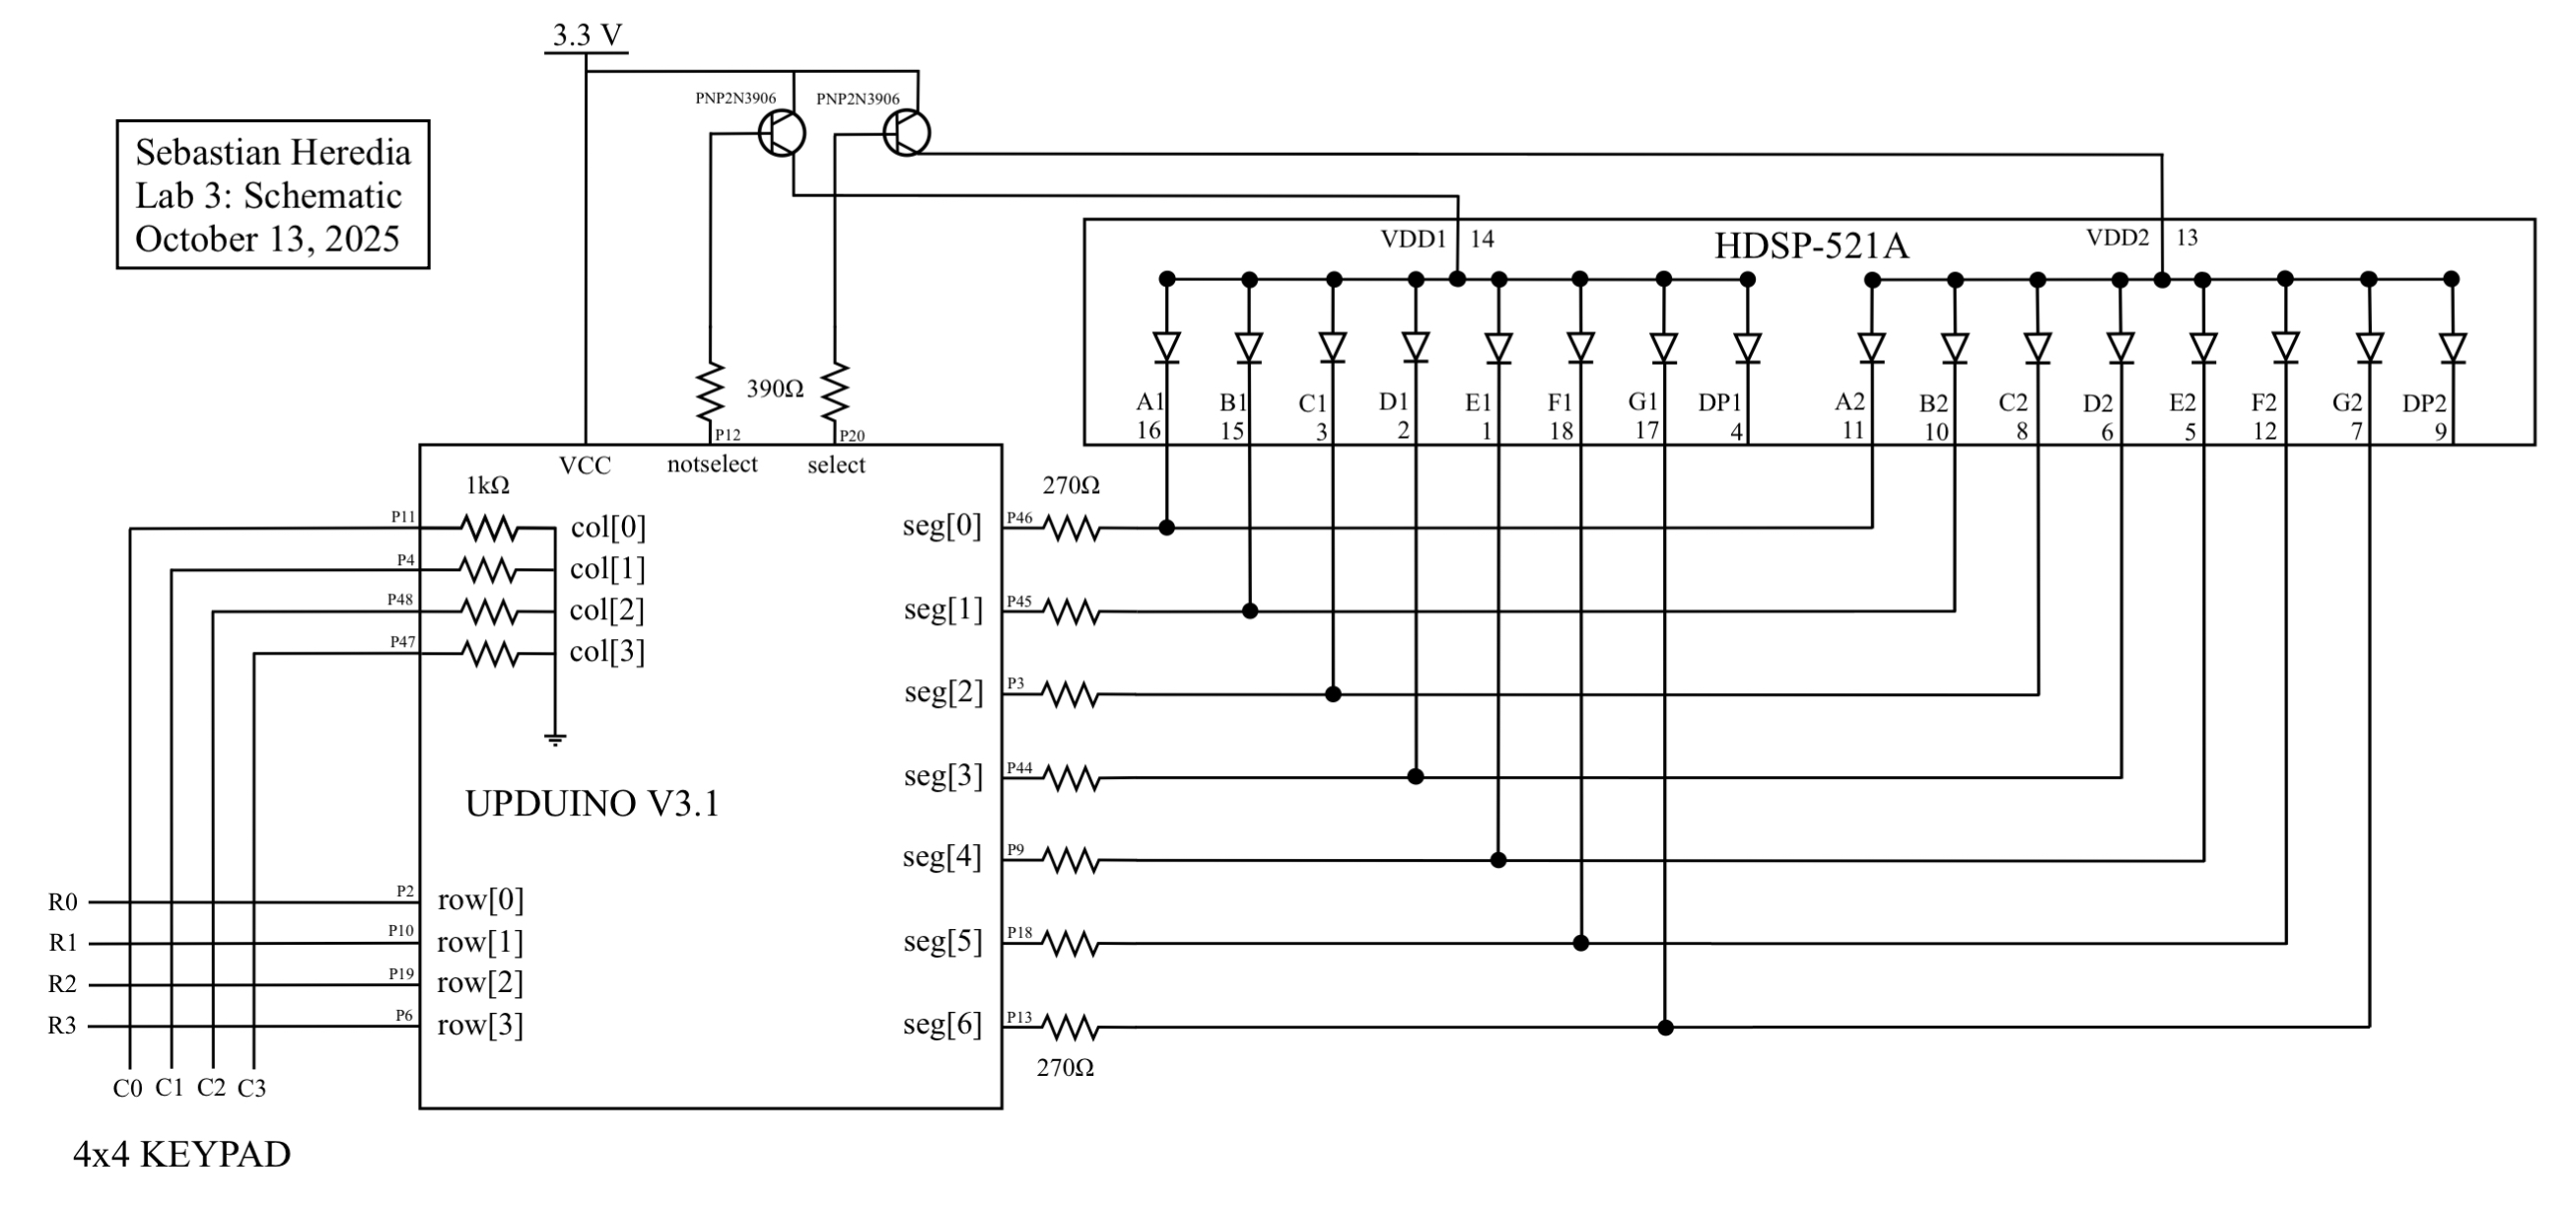 3.3 V
PNP2N3906 PNP2N3906
Sebastian Heredia
Lab 3: Schematic
October 13, 2025
VDD1 14 HDSP-521A VDD2 13
390Ω
A1 B1 C1 D1 E1 F1 G1 DP1 A2 B2 C2 D2 E2 F2 G2 DP2
16 15 3 2 1 18 17 4 11 10 8 6 5 12 7 9
P12 P20
VCC notselect select
1kΩ 270Ω
P11 col[0] seg[0] P46
P4 col[1]
P48 col[2] seg[1] P45
P47 col[3]
seg[2] P3
seg[3] P44
UPDUINO V3.1
seg[4] P9
R0 P2 row[0]
R1 P10 row[1] seg[5] P18
R2 P19 row[2]
R3 P6 row[3] seg[6] P13
270Ω
C0 C1 C2 C3
4x4 KEYPAD